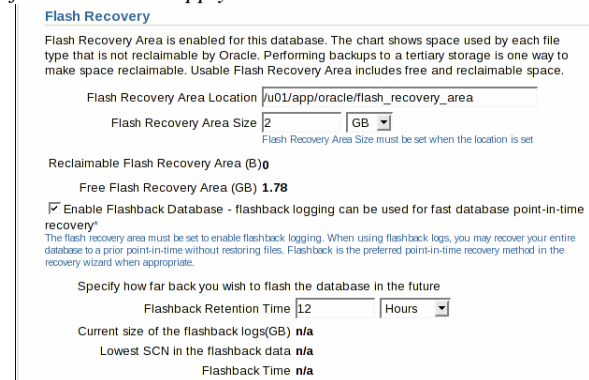 Flash Recovery
Flash Recovery Area is enabled for this database. The chart shows space used by each file
type that is not reclaimable by Oracle. Performing backups to a tertiary storage is one way to
make space reclaimable. Usable Flash Recovery Area includes free and reclaimable space.
Flash Recovery Area Location /u01/app/oracle/flash_recovery_area
Flash Recovery Area Size 2 GB
Flash Recovery Area Size must be set when the location is set
Reclaimable Flash Recovery Area (B)0
Free Flash Recovery Area (GB) 1.78
Enable Flashback Database - flashback logging can be used for fast database point-in-time
recovery*
The flash recovery area must be set to enable flashback logging. When using flashback logs, you may recover your entire
database to a prior point-in-time without restoring files. Flashback is the preferred point-in-time recovery method in the
recovery wizard when appropriate.
Specify how far back you wish to flash the database in the future
Flashback Retention Time 12 Hours
Current size of the flashback logs(GB) n/a
Lowest SCN in the flashback data n/a
Flashback Time n/a